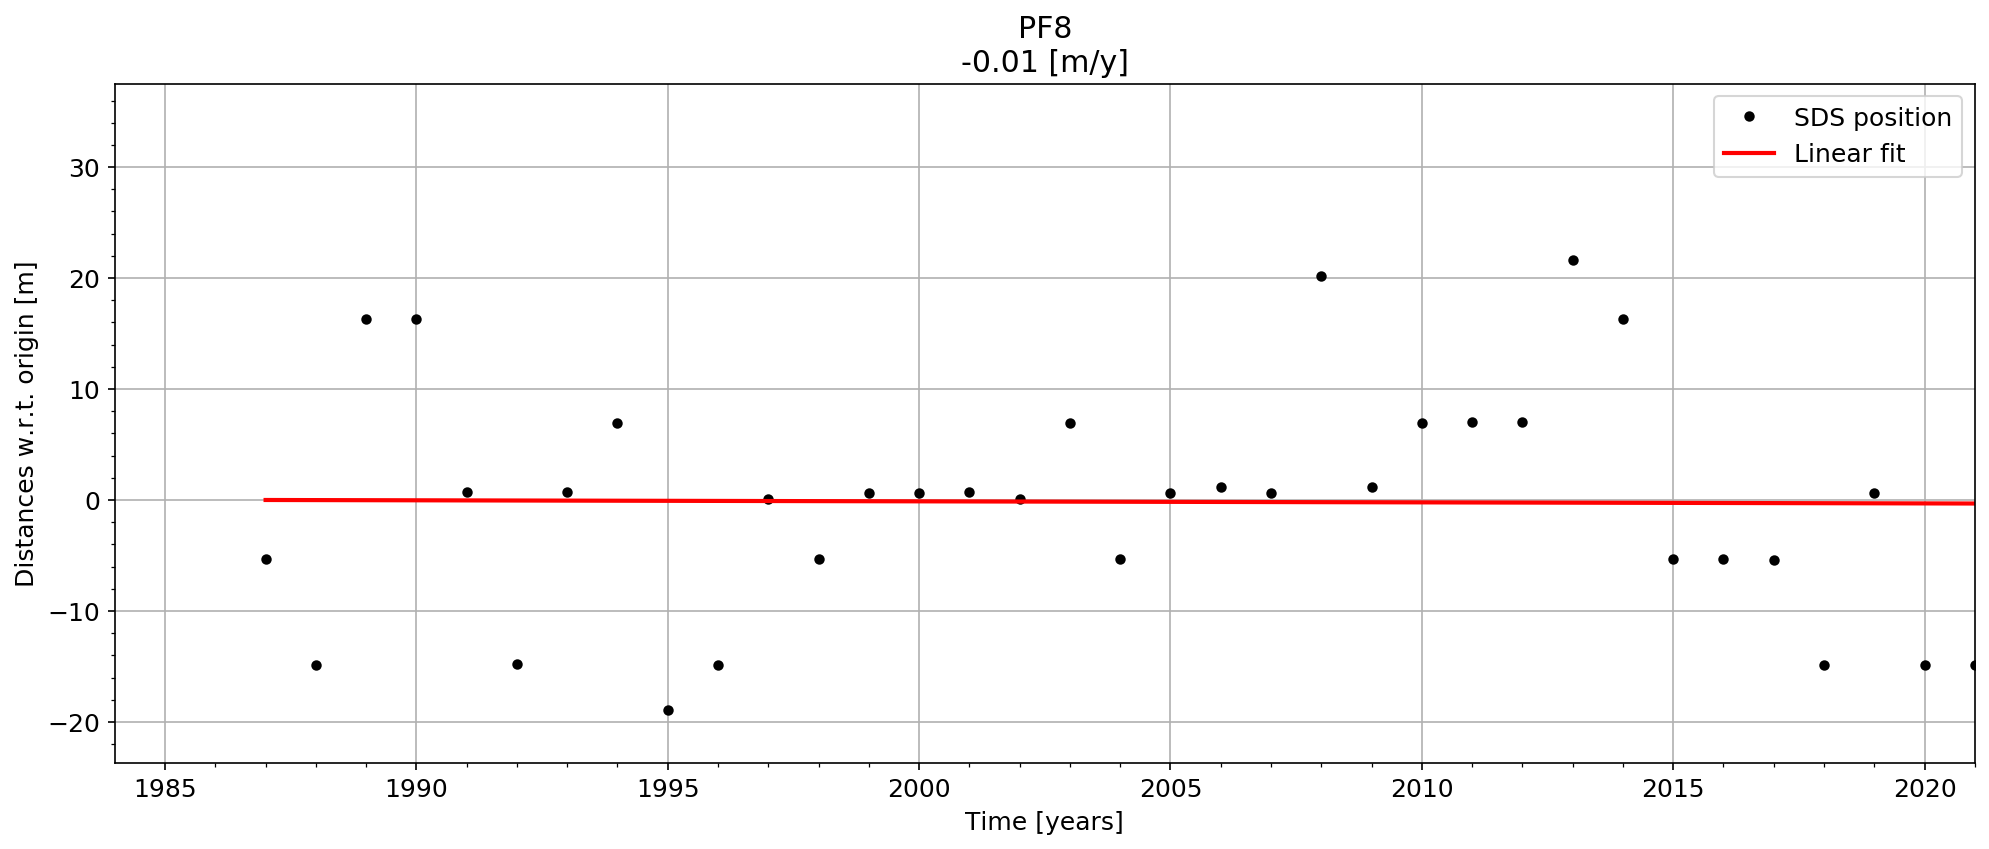 PF8
-0.01 [m/y]
SDS position
Linear fit
Distances w.r.t. origin [m]
30
20
10
0
−10
−20
1985
1990
1995
2000
2005
2010
2015
2020
Time [years]